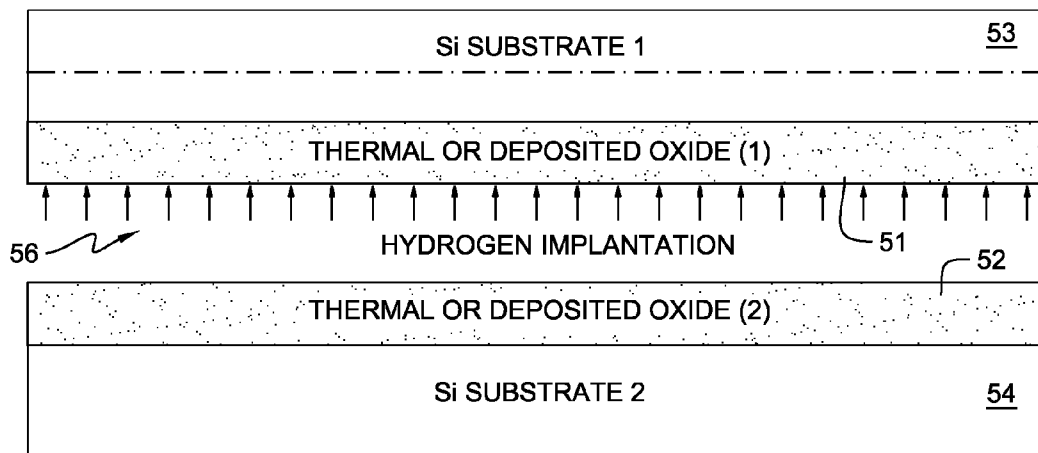 Si SUBSTRATE 1 53
THERMAL OR DEPOSITED OXIDE (1)
56 HYDROGEN IMPLANTATION 51
52
THERMAL OR DEPOSITED OXIDE (2)
Si SUBSTRATE 2 54